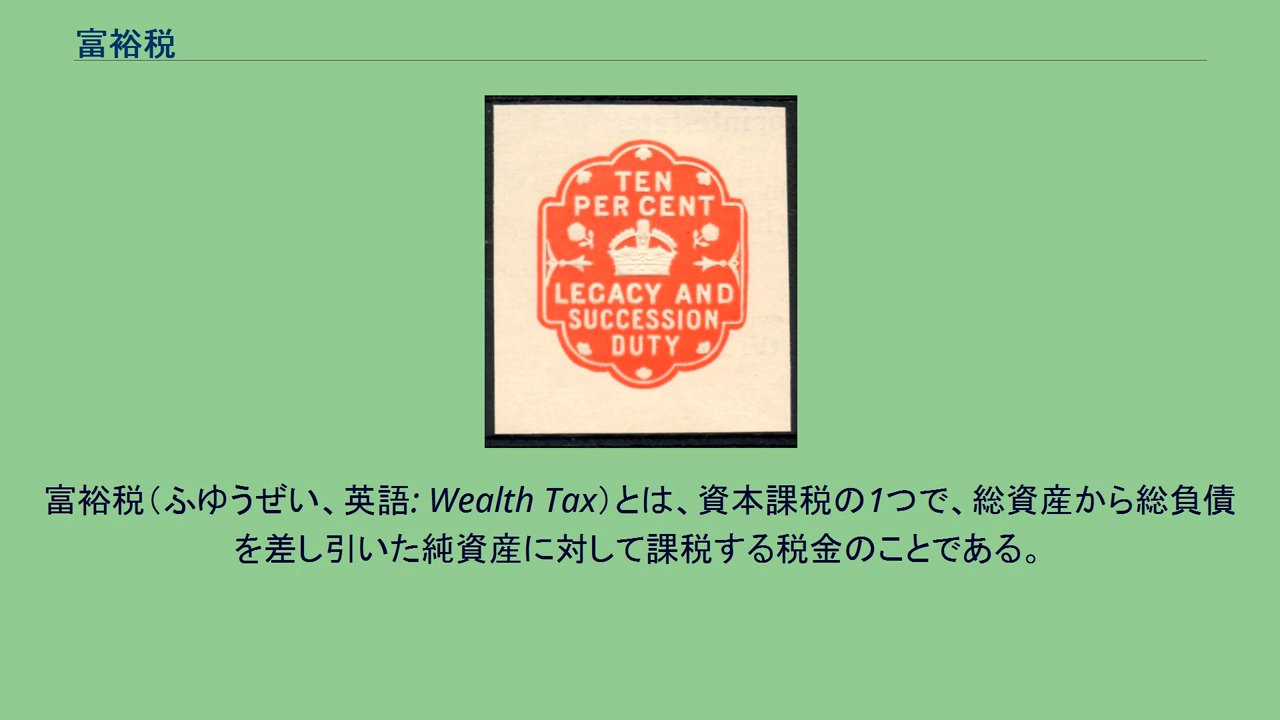 富裕税
TEN
PER CENT
LEGACY AND
SUCCESSION
DUTY
富裕税（ふゆうぜい、英語: Wealth Tax）とは、資本課税の1つで、総資産から総負債
を差し引いた純資産に対して課税する税金のことである。